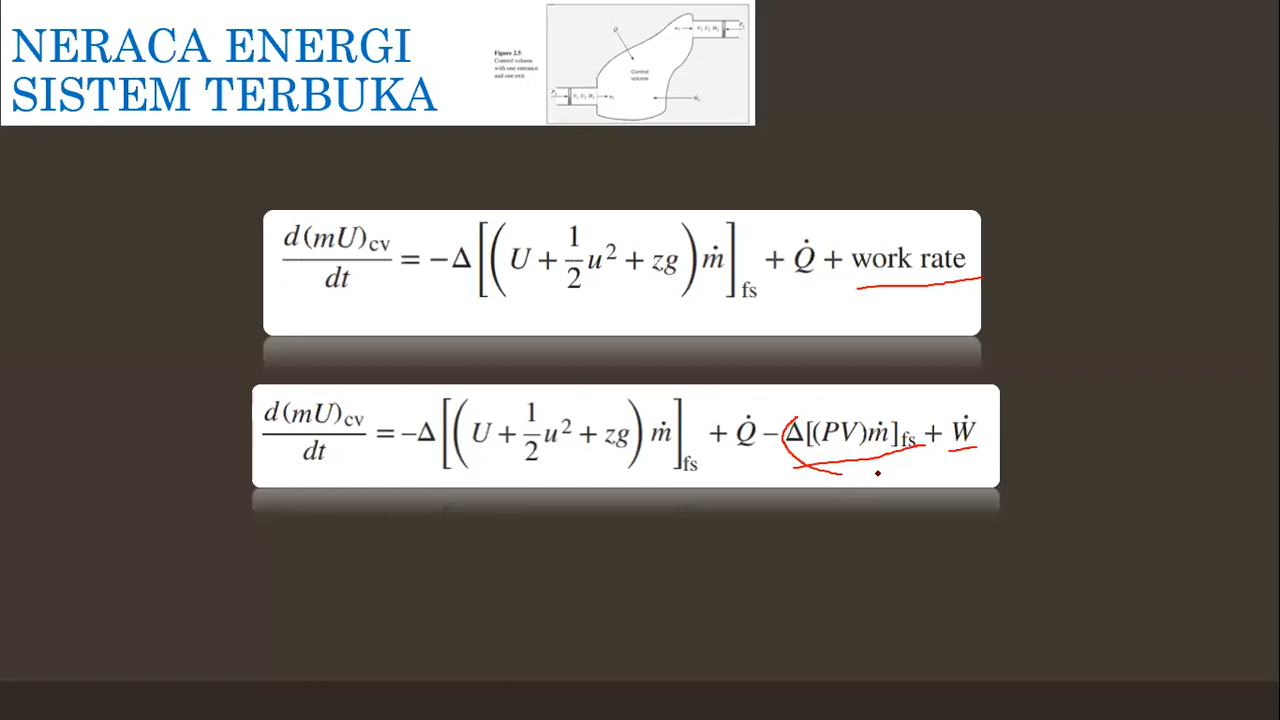 NERACA ENERGI
SISTEM TERBUKA
Figure 2.5:
Control volume
with one entrance
and one exit
Control
volume
d(mU)cv/dt = −Δ[(U + 1/2 u² + zg) ṁ]fs + Q̇ + work rate
d(mU)cv/dt = −Δ[(U + 1/2 u² + zg) ṁ]fs + Q̇ − Δ[(PV)ṁ]fs + Ẇ